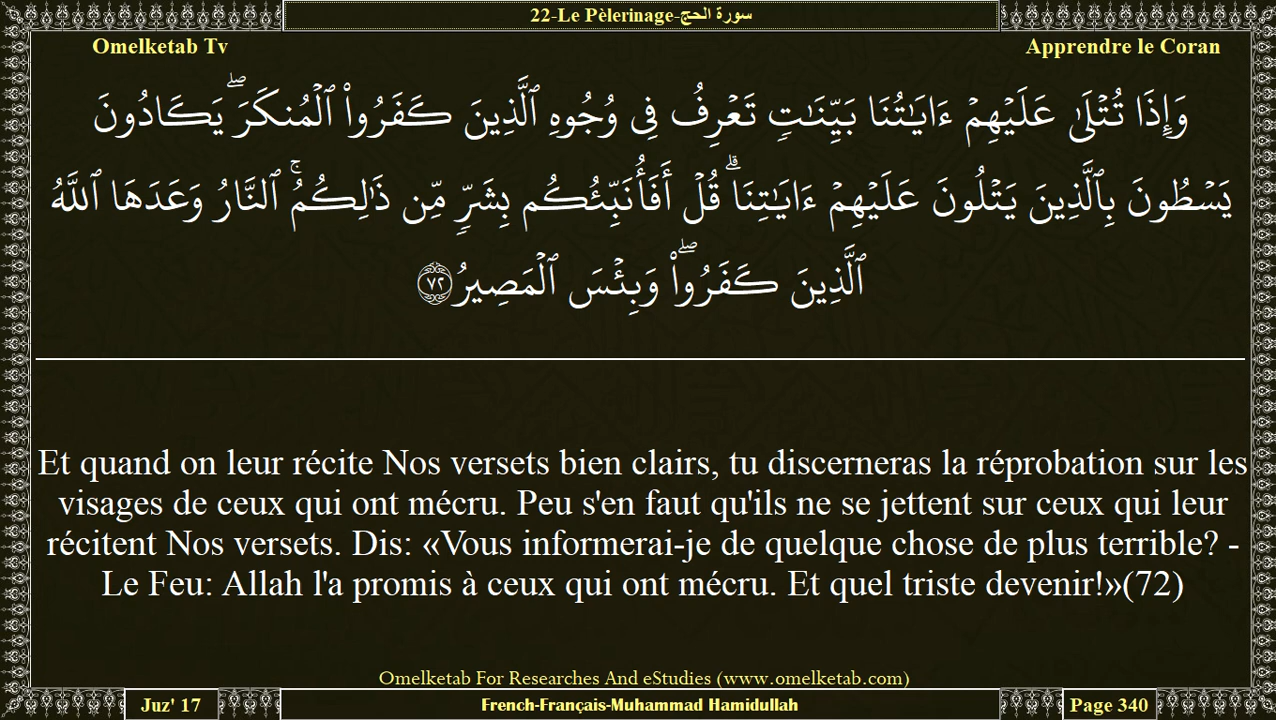 22-Le Pèlerinage-سورة الحج
Omelketab Tv
Apprendre le Coran
وَإِذَا تُتۡلَىٰ عَلَيۡهِمۡ ءَايَٰتُنَا بَيِّنَٰتٖ تَعۡرِفُ فِي وُجُوهِ ٱلَّذِينَ كَفَرُواْ ٱلۡمُنكَرَۖ يَكَادُونَ
يَسۡطُونَ بِٱلَّذِينَ يَتۡلُونَ عَلَيۡهِمۡ ءَايَٰتِنَاۗ قُلۡ أَفَأُنَبِّئُكُم بِشَرّٖ مِّن ذَٰلِكُمُۚ ٱلنَّارُ وَعَدَهَا ٱللَّهُ
ٱلَّذِينَ كَفَرُواْۖ وَبِئۡسَ ٱلۡمَصِيرُ ٧٢
Et quand on leur récite Nos versets bien clairs, tu discerneras la réprobation sur les
visages de ceux qui ont mécru. Peu s'en faut qu'ils ne se jettent sur ceux qui leur
récitent Nos versets. Dis: «Vous informerai-je de quelque chose de plus terrible? -
Le Feu: Allah l'a promis à ceux qui ont mécru. Et quel triste devenir!»(72)
Omelketab For Researches And eStudies (www.omelketab.com)
Juz' 17
French-Français-Muhammad Hamidullah
Page 340